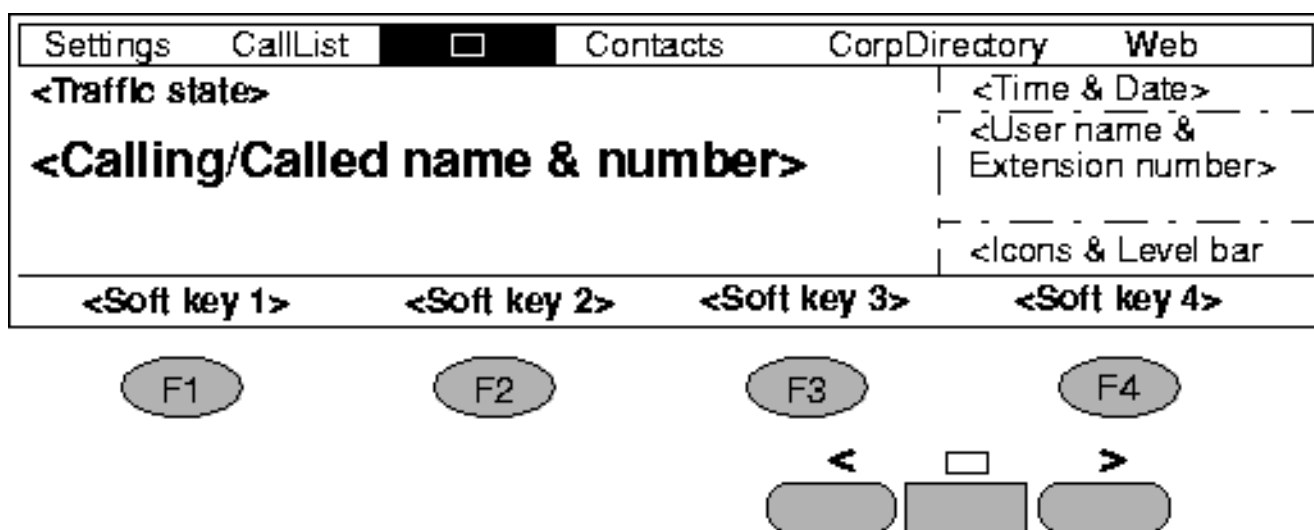 Settings CallList Contacts CorpDirectory Web
<Traffic state>
<Time & Date>
<Calling/Called name & number>
<User name &
Extension number>
<Icons & Level bar
<Soft key 1> <Soft key 2> <Soft key 3> <Soft key 4>
F1 F2 F3 F4
< >